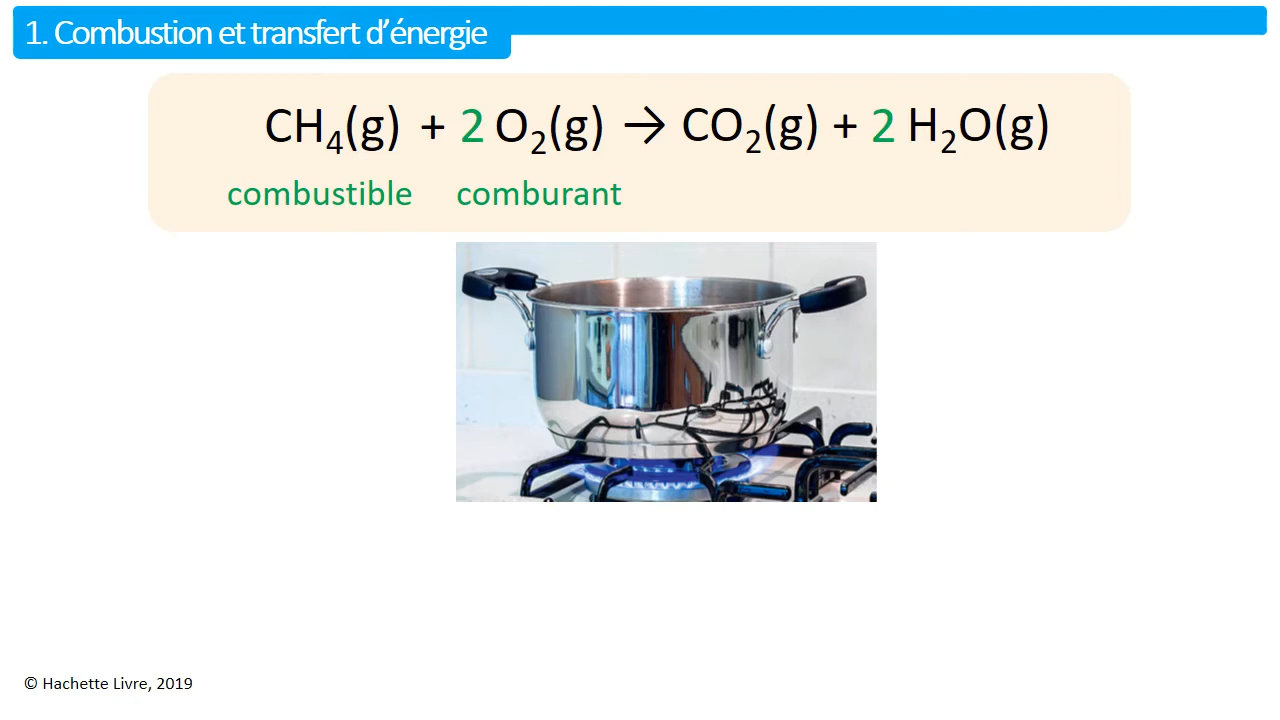 1. Combustion et transfert d’énergie
CH₄(g) + 2 O₂(g) → CO₂(g) + 2 H₂O(g)
combustible comburant
© Hachette Livre, 2019